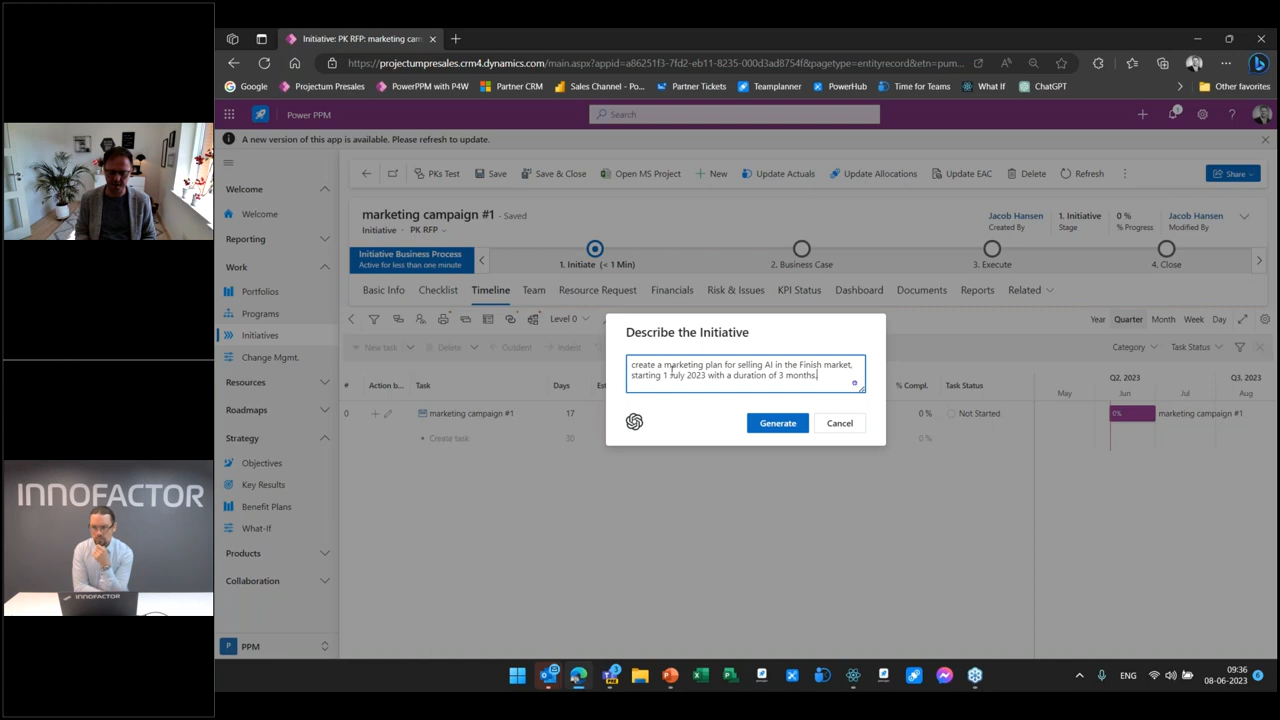 Initiative: PK RFP: marketing cam
https://projectumpresales.crm4.dynamics.com/main.aspx?appid=a86251f3-7fd2-eb11-8235-000d3ad8754f&pagetype=entityrecord&etn=pum...
Google
Projectum Presales
PowerPPM with P4W
Partner CRM
Sales Channel - Po...
Partner Tickets
Teamplanner
PowerHub
Time for Teams
What If
ChatGPT
Other favorites
Power PPM
Search
1
A new version of this app is available. Please refresh to update.
PKs Test
Save
Save & Close
Open MS Project
New
Update Actuals
Update Allocations
Update EAC
Delete
Refresh
Share
Welcome
Welcome
Reporting
Work
Portfolios
Programs
Initiatives
Change Mgmt.
Resources
Roadmaps
Strategy
Objectives
Key Results
Benefit Plans
What-If
Products
Collaboration
P PPM
marketing campaign #1 - Saved
Initiative · PK RFP
Jacob Hansen
Created By
1. Initiative
Stage
0 %
% Progress
Jacob Hansen
Modified By
Initiative Business Process
Active for less than one minute
1. Initiate (< 1 Min)
2. Business Case
3. Execute
4. Close
Basic Info
Checklist
Timeline
Team
Resource Request
Financials
Risk & Issues
KPI Status
Dashboard
Documents
Reports
Related
Level 0
Year
Quarter
Month
Week
Day
New task
Delete
Outdent
Indent
Category
Task Status
#
Action b...
Task
Days
Est
% Compl.
Task Status
Q2, 2023
Q3, 2023
May
Jun
Jul
Aug
0
marketing campaign #1
17
0 %
Not Started
0%
marketing campaign #1
Create task
30
0 %
Describe the Initiative
create a marketing plan for selling AI in the Finish market,
starting 1 July 2023 with a duration of 3 months.
Generate
Cancel
INNOFACTOR
INNOFACTOR
ENG
09:36
08-06-2023